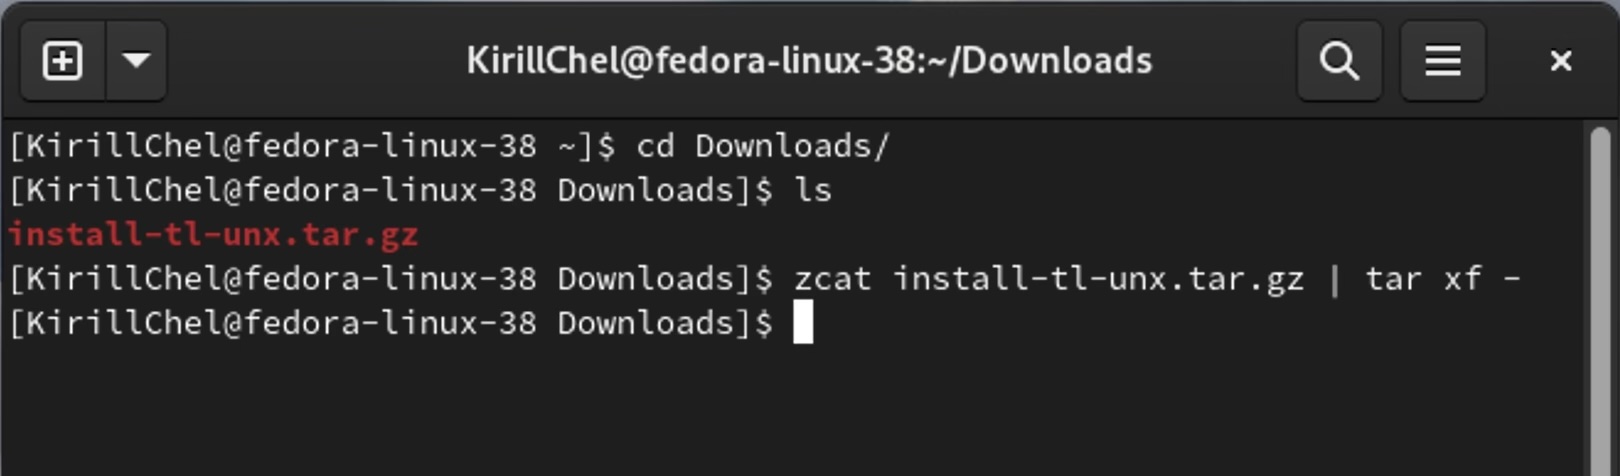 KirillChel@fedora-linux-38:~/Downloads
[KirillChel@fedora-linux-38 ~]$ cd Downloads/
[KirillChel@fedora-linux-38 Downloads]$ ls
install-tl-unx.tar.gz
[KirillChel@fedora-linux-38 Downloads]$ zcat install-tl-unx.tar.gz | tar xf -
[KirillChel@fedora-linux-38 Downloads]$